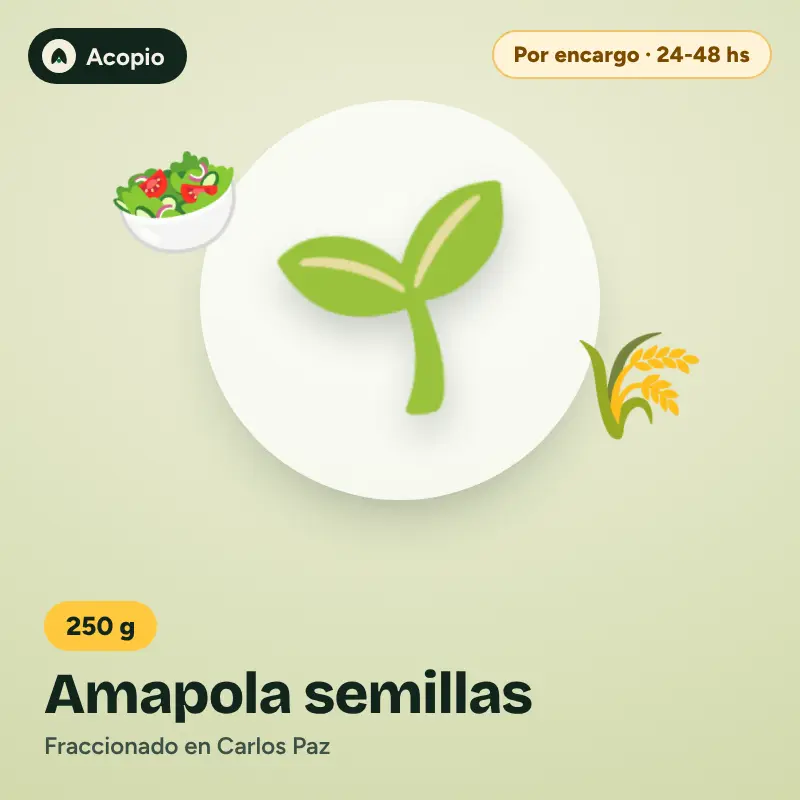 Acopio
Por encargo · 24-48 hs
250 g
Amapola semillas
Fraccionado en Carlos Paz